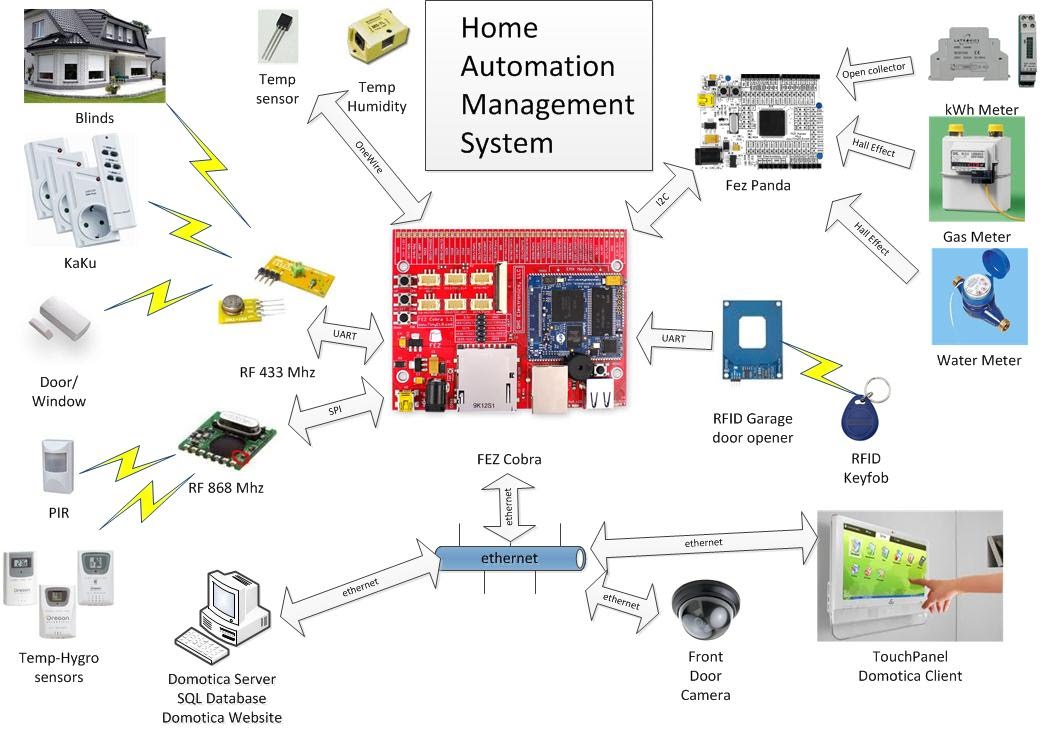 Home
Automation
Management
System
Blinds
Temp
sensor
Temp
Humidity
OneWire
Open collector
kWh Meter
Fez Panda
Hall Effect
I2C
Gas Meter
Hall Effect
Water Meter
KaKu
Door/
Window
RF 433 Mhz
UART
UART
SPI
RFID Garage
door opener
RFID
Keyfob
PIR
RF 868 Mhz
FEZ Cobra
ethernet
ethernet
ethernet
ethernet
ethernet
Temp-Hygro
sensors
Domotica Server
SQL Database
Domotica Website
Front
Door
Camera
TouchPanel
Domotica Client
9K12S1